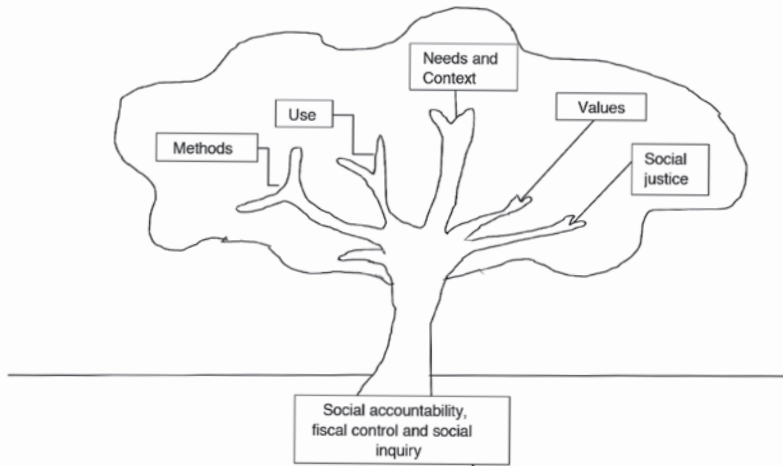 Needs and
Context
Use
Values
Methods
Social
justice
Social accountability,
fiscal control and social
inquiry